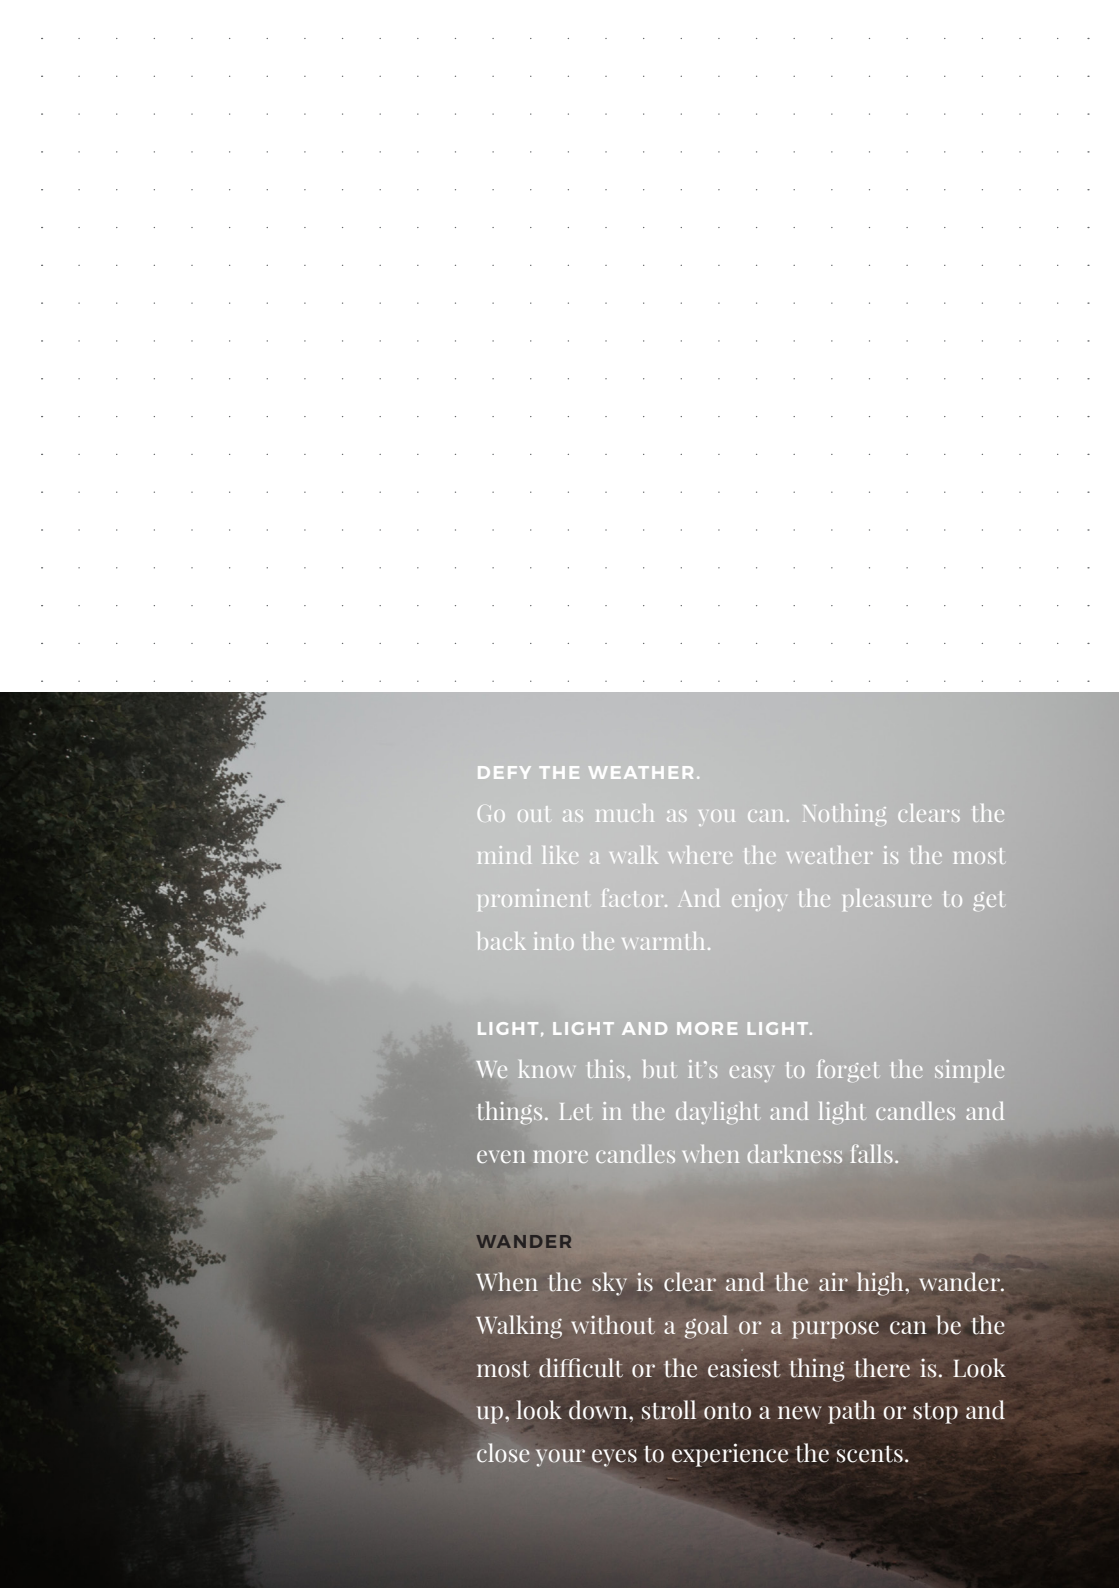 DEFY THE WEATHER.
Go out as much as you can. Nothing clears the
mind like a walk where the weather is the most
prominent factor. And enjoy the pleasure to get
back into the warmth.
LIGHT, LIGHT AND MORE LIGHT.
We know this, but it’s easy to forget the simple
things. Let in the daylight and light candles and
even more candles when darkness falls.
WANDER
When the sky is clear and the air high, wander.
Walking without a goal or a purpose can be the
most difficult or the easiest thing there is. Look
up, look down, stroll onto a new path or stop and
close your eyes to experience the scents.